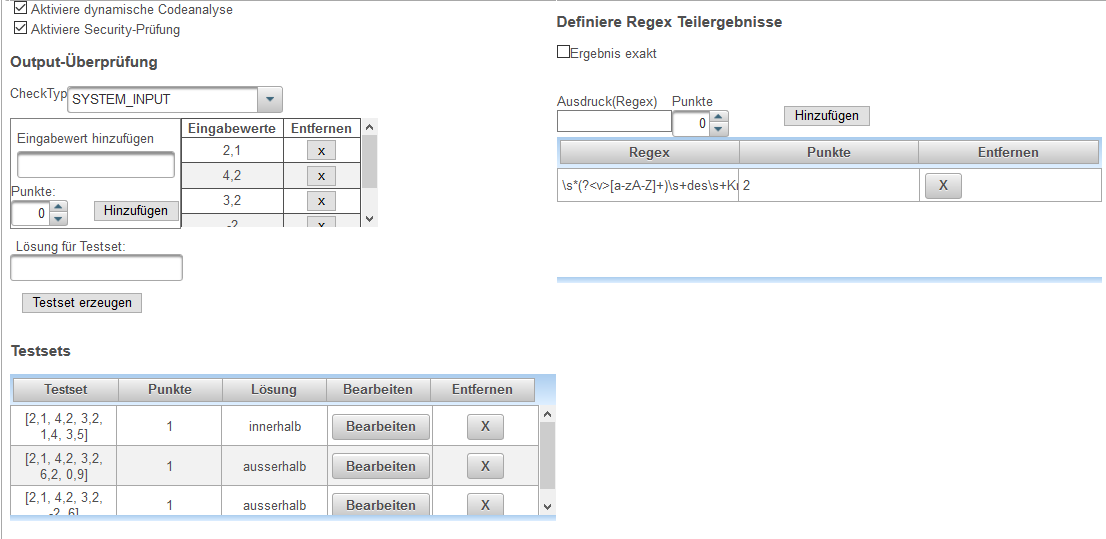 Aktiviere dynamische Codeanalyse
Aktiviere Security-Prüfung
Output-Überprüfung
CheckTyp SYSTEM_INPUT
Eingabewert hinzufügen
Punkte:
0 Hinzufügen
Eingabewerte Entfernen
2,1 x
4,2 x
3,2 x
-2 x
Lösung für Testset:
Testset erzeugen
Testsets
Testset Punkte Lösung Bearbeiten Entfernen
[2,1, 4,2, 3,2,
1,4, 3,5] 1 innerhalb Bearbeiten X
[2,1, 4,2, 3,2,
6,2, 0,9] 1 ausserhalb Bearbeiten X
[2,1, 4,2, 3,2,
-2, 6] 1 ausserhalb Bearbeiten X
Definiere Regex Teilergebnisse
Ergebnis exakt
Ausdruck(Regex) Punkte
0 Hinzufügen
Regex Punkte Entfernen
\s*(?<v>[a-zA-Z]+)\s+des\s+Kr 2 X